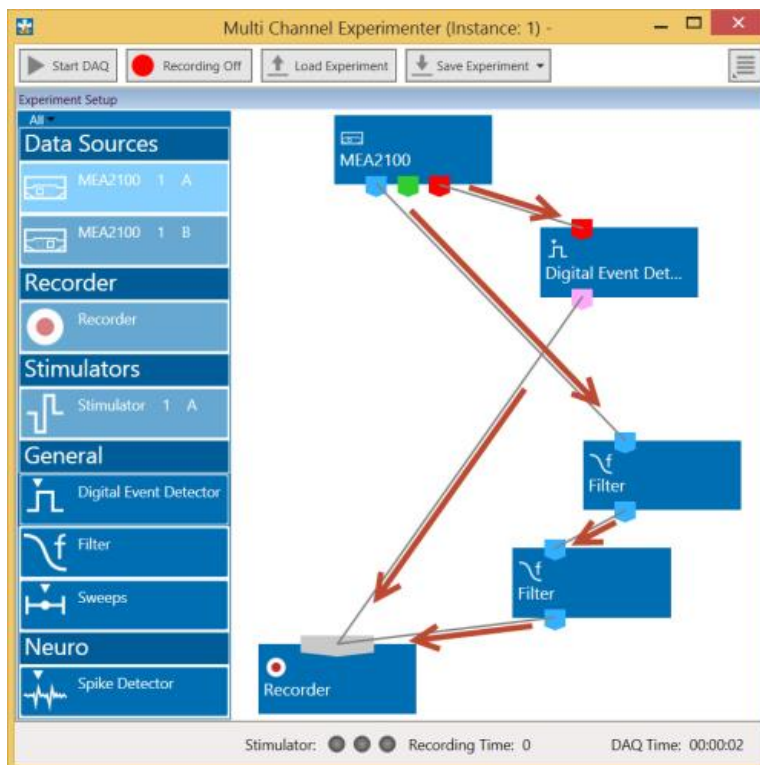 Multi Channel Experimenter (Instance: 1) -
Start DAQ Recording Off Load Experiment Save Experiment
Experiment Setup
All
Data Sources
MEA2100 1 A
MEA2100 1 B
Recorder
Recorder
Stimulators
Stimulator 1 A
General
Digital Event Detector
Filter
Sweeps
Neuro
Spike Detector
MEA2100
Digital Event Det...
Filter
Filter
Recorder
Stimulator: Recording Time: 0 DAQ Time: 00:00:02